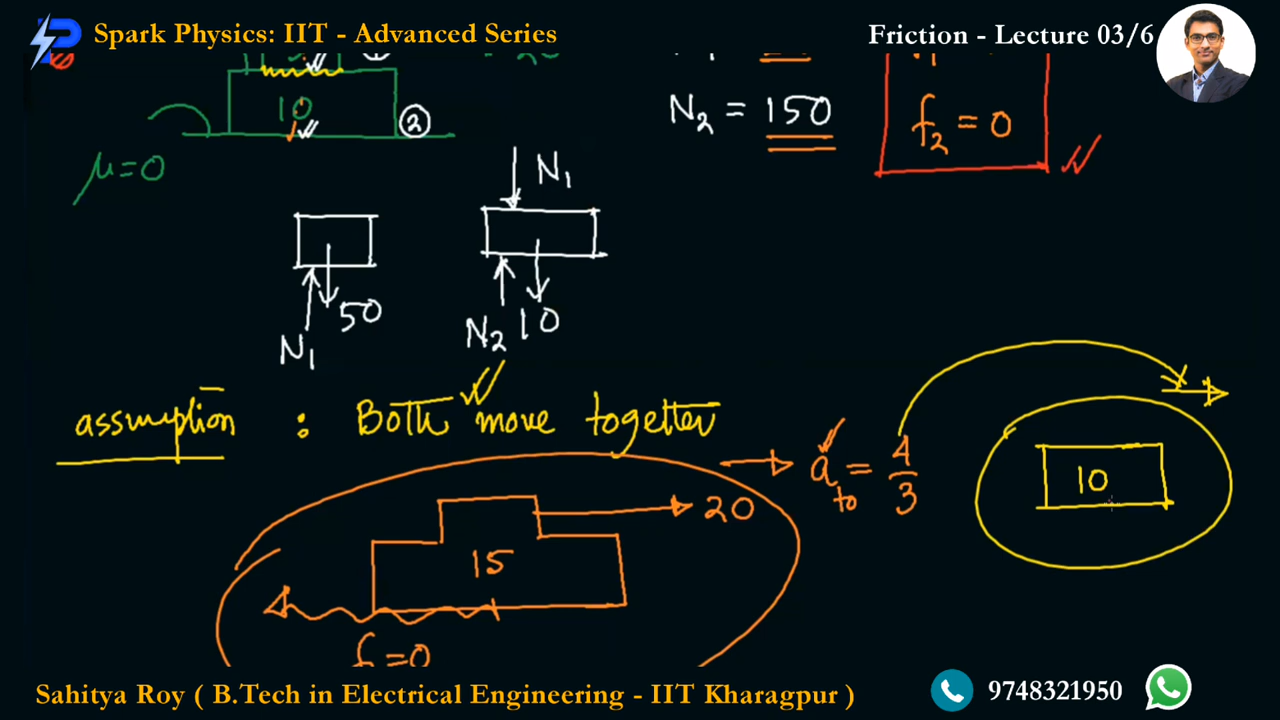 Spark Physics: IIT - Advanced Series
Friction - Lecture 03/6
10
2
μ=0
N₂ = 150
f₂ = 0
N₁
50
N₁
N₂
10
assumption : Both move together
a_to = 4/3
10
20
15
f=0
Sahitya Roy ( B.Tech in Electrical Engineering - IIT Kharagpur )
9748321950